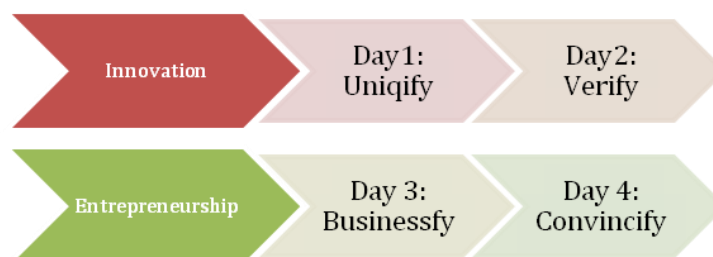 Innovation
Day1:
Uniqify
Day2:
Verify
Entrepreneurship
Day 3:
Businessfy
Day 4:
Convincify